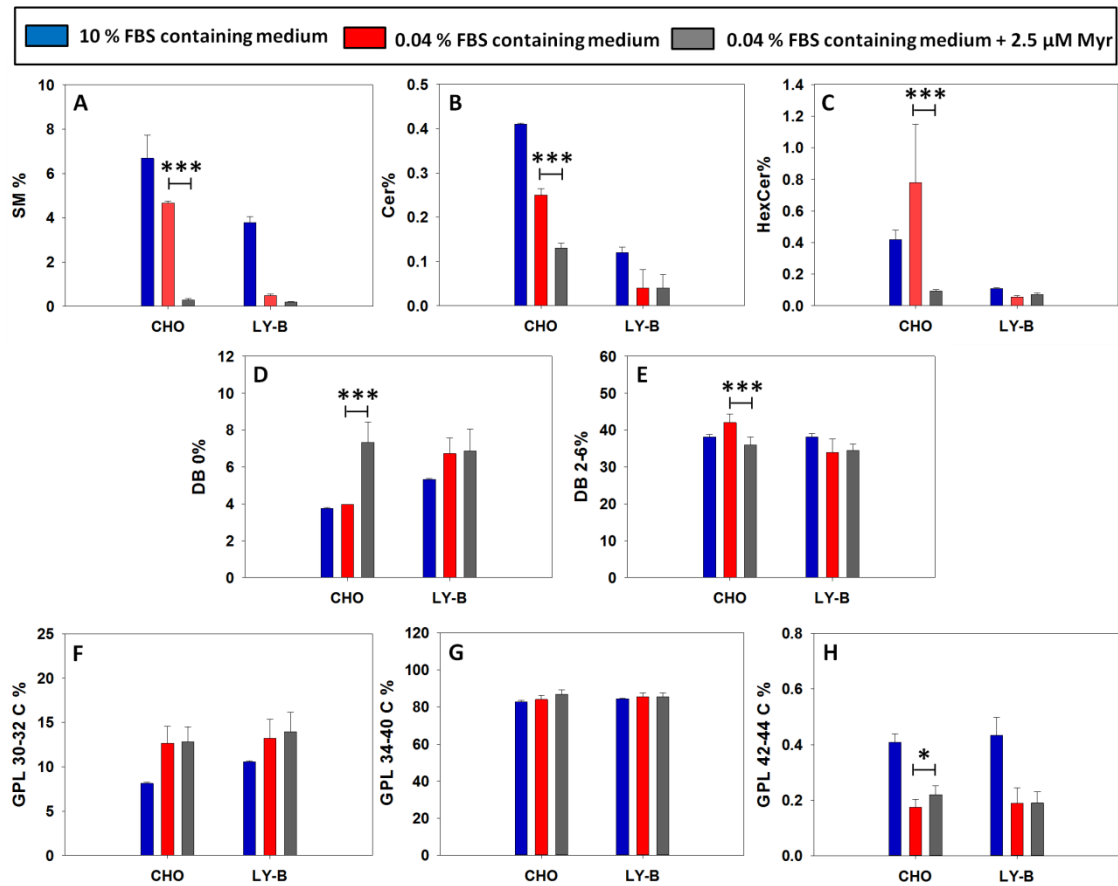 10 % FBS containing medium 0.04 % FBS containing medium 0.04 % FBS containing medium + 2.5 µM Myr
A
SM %
10
8
6
4
2
0
***
CHO LY-B
B
Cer%
0.5
0.4
0.3
0.2
0.1
0.0
***
CHO LY-B
C
HexCer%
1.4
1.2
1.0
0.8
0.6
0.4
0.2
0.0
***
CHO LY-B
D
DB 0%
12
10
8
6
4
2
0
***
CHO LY-B
E
DB 2-6%
60
50
40
30
20
10
0
***
CHO LY-B
F
GPL 30-32 C %
25
20
15
10
5
0
CHO LY-B
G
GPL 34-40 C %
120
100
80
60
40
20
0
CHO LY-B
H
GPL 42-44 C %
0.8
0.6
0.4
0.2
0.0
*
CHO LY-B